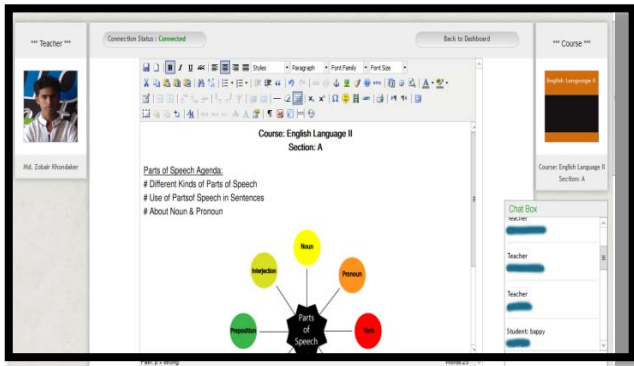 *** Teacher ***
Connection Status : Connected
Back to Dashboard
*** Course ***
Styles
Paragraph
Font Family
Font Size
English Language II
Md. Zobair Khondaker
Course: English Language II
Section: A
Course: English Language II
Section: A
Parts of Speech Agenda:
# Different Kinds of Parts of Speech
# Use of Partsof Speech in Sentences
# About Noun & Pronoun
Noun
Interjection
Pronoun
Preposition
Parts
of
Speech
Verb
Chat Box
Teacher
Teacher
Teacher
Student: bappy